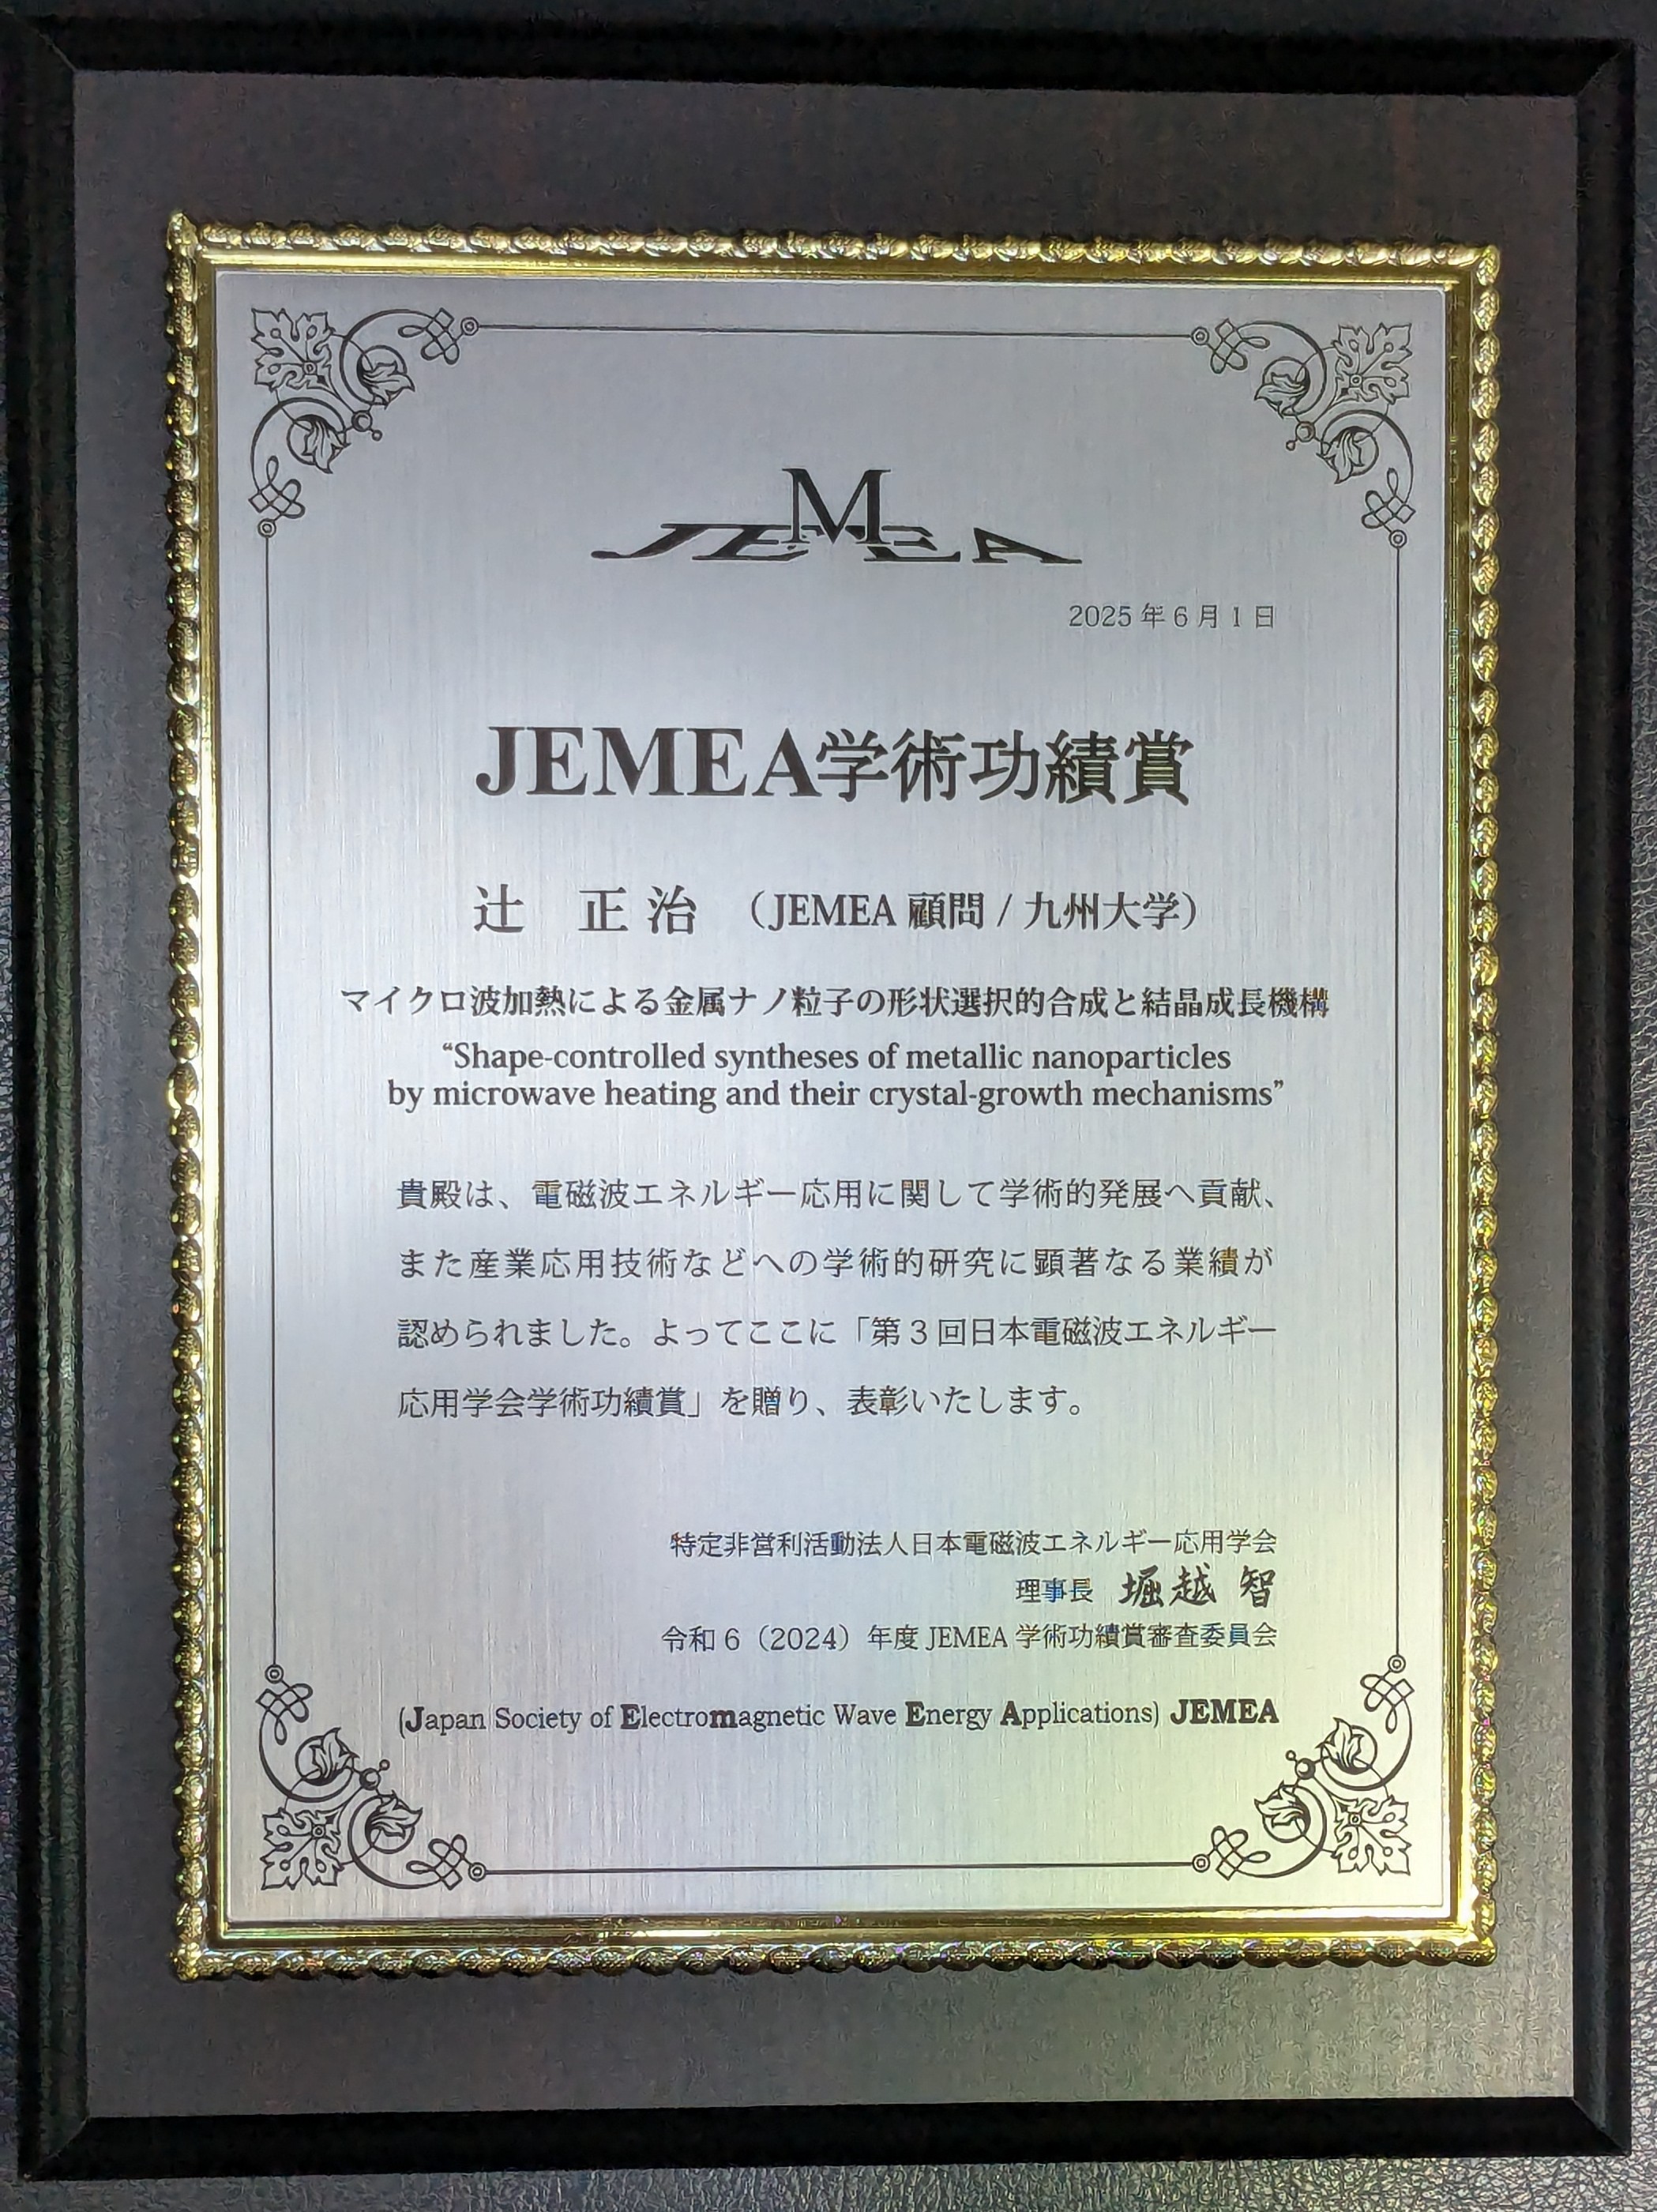 JEMEA
2025年6月1日
JEMEA学術功績賞
辻 正治 (JEMEA 顧問 / 九州大学)
マイクロ波加熱による金属ナノ粒子の形状選択的合成と結晶成長機構
“Shape-controlled syntheses of metallic nanoparticles
by microwave heating and their crystal-growth mechanisms”
貴殿は、電磁波エネルギー応用に関して学術的発展へ貢献、
また産業応用技術などへの学術的研究に顕著なる業績が
認められました。よってここに「第3回日本電磁波エネルギー
応用学会学術功績賞」を贈り、表彰いたします。
特定非営利活動法人日本電磁波エネルギー応用学会
理事長 堀越 智
令和6(2024)年度 JEMEA 学術功績賞審査委員会
(Japan Society of Electromagnetic Wave Energy Applications) JEMEA